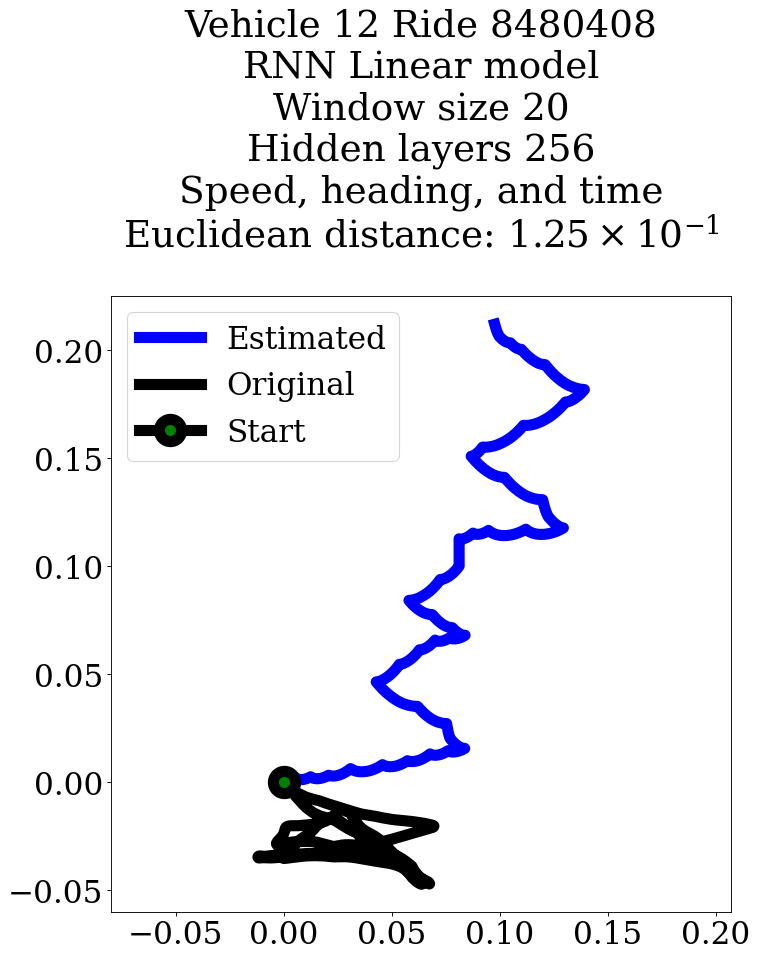 Vehicle 12 Ride 8480408
RNN Linear model
Window size 20
Hidden layers 256
Speed, heading, and time
Euclidean distance: 1.25 × 10⁻¹
Estimated
Original
Start
0.20
0.15
0.10
0.05
0.00
−0.05
−0.05 0.00 0.05 0.10 0.15 0.20